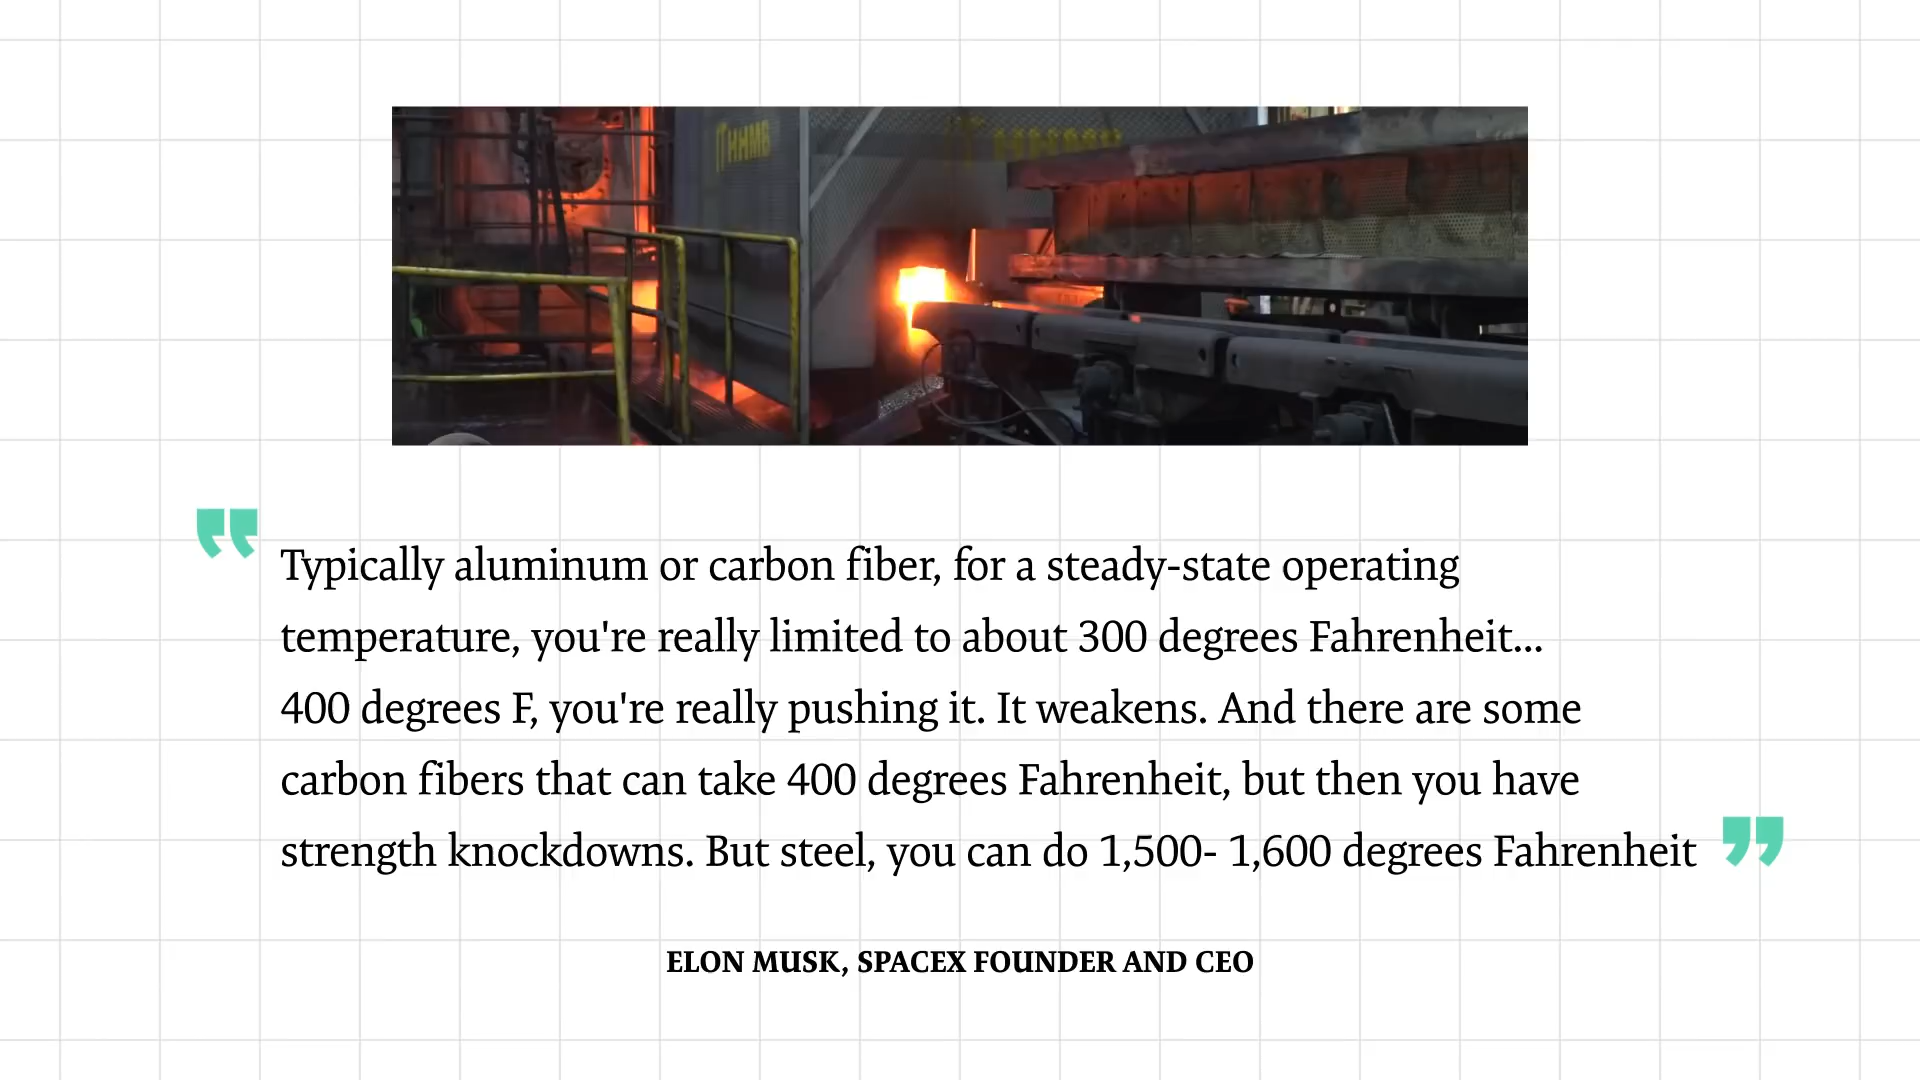 Typically aluminum or carbon fiber, for a steady-state operating
temperature, you're really limited to about 300 degrees Fahrenheit...
400 degrees F, you're really pushing it. It weakens. And there are some
carbon fibers that can take 400 degrees Fahrenheit, but then you have
strength knockdowns. But steel, you can do 1,500- 1,600 degrees Fahrenheit
ELON MUSK, SPACEX FOUNDER AND CEO